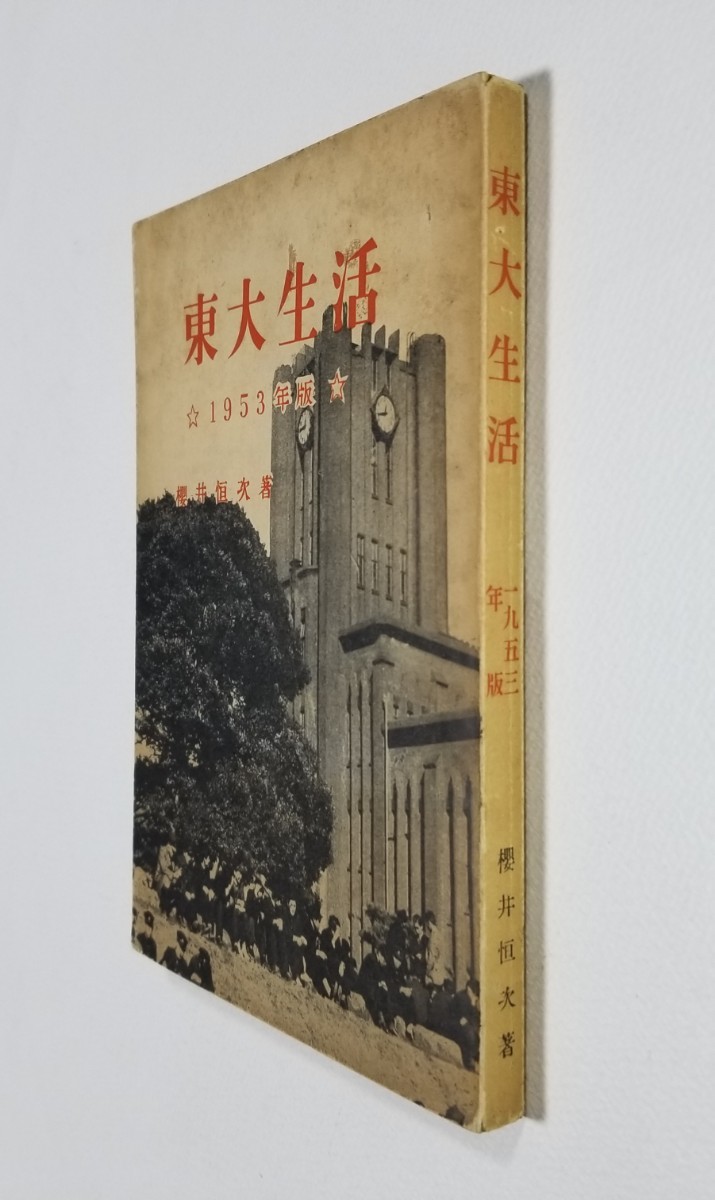 東大生活
☆1953年版☆
櫻井恒次著
東大生活
一九五三
年版
櫻井恒次著